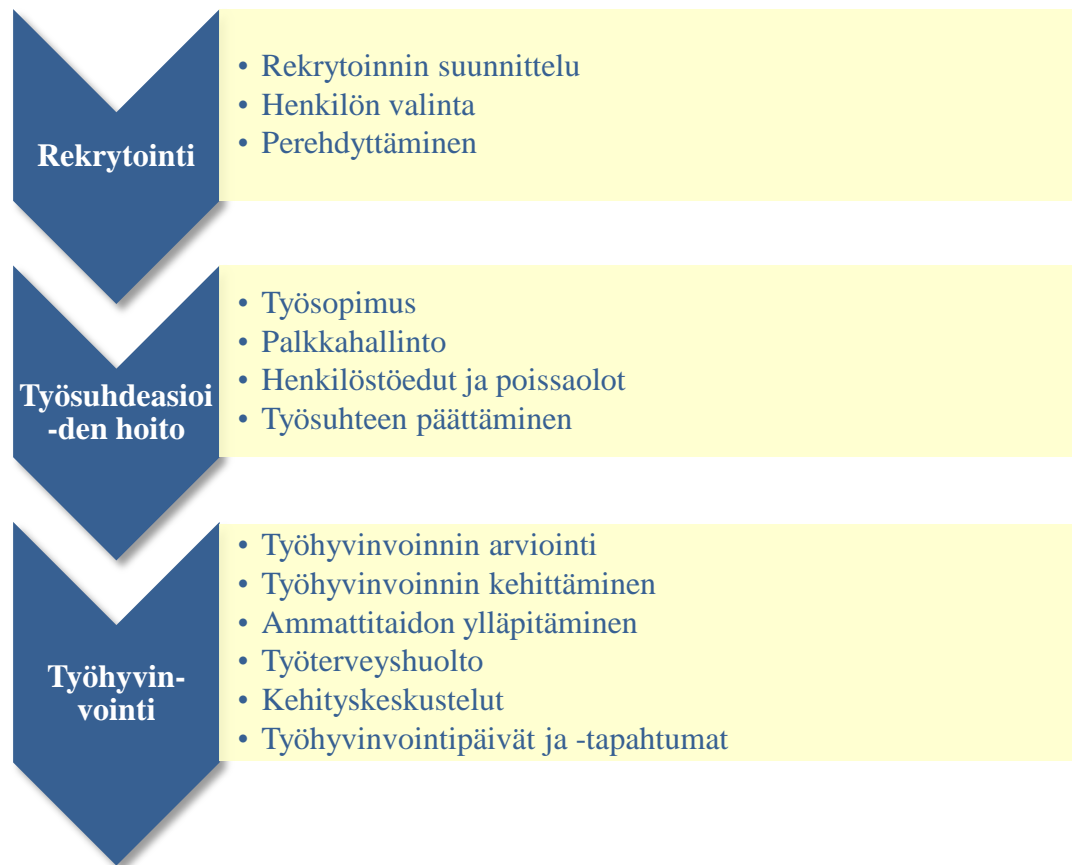 Rekrytointi
• Rekrytoinnin suunnittelu
• Henkilön valinta
• Perehdyttäminen
Työsuhdeasioi
-den hoito
• Työsopimus
• Palkkahallinto
• Henkilöstöedut ja poissaolot
• Työsuhteen päättäminen
Työhyvin-
vointi
• Työhyvinvoinnin arviointi
• Työhyvinvoinnin kehittäminen
• Ammattitaidon ylläpitäminen
• Työterveyshuolto
• Kehityskeskustelut
• Työhyvinvointipäivät ja -tapahtumat